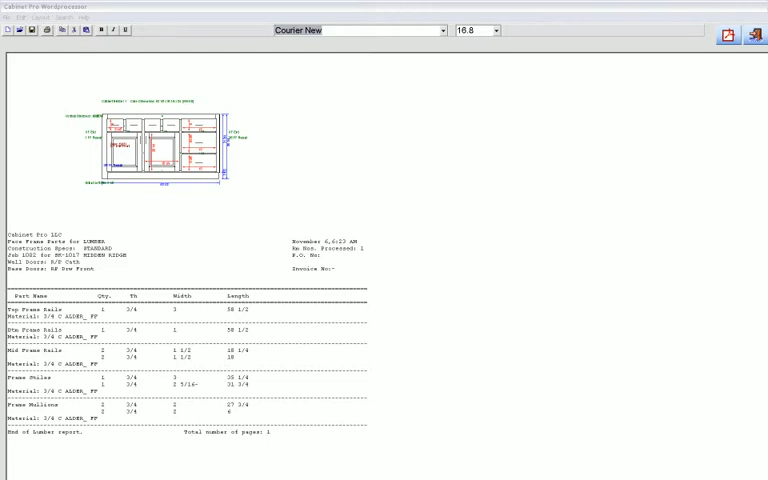 Cabinet Pro Wordprocessor
File Edit Layout Search Help
B I U
Courier New
16.8
Cabinet Pro LLC
Face Frame Parts for LUMBER
November 6,6:23 AM
Construction Specs: STANDARD
Rm Nos. Processed: 1
Job 1082 for SK-1017 HIDDEN RIDGE
P.O. No:
Wall Doors: R/P Cath
Base Doors: RP Drw Front
Invoice No:-
Part Name Qty. Th Width Length
Top Frame Rails 1 3/4 3 58 1/2
Material: 3/4 C ALDER_ FF
Btm Frame Rails 1 3/4 1 58 1/2
Material: 3/4 C ALDER_ FF
Mid Frame Rails 2 3/4 1 1/2 18 1/4
2 3/4 1 1/2 18
Material: 3/4 C ALDER_ FF
Frame Stiles 1 3/4 3 35 1/4
1 3/4 2 5/16- 31 3/4
Material: 3/4 C ALDER_ FF
Frame Mullions 2 3/4 2 27 3/4
2 3/4 2 6
Material: 3/4 C ALDER_ FF
End of Lumber report.
Total number of pages: 1